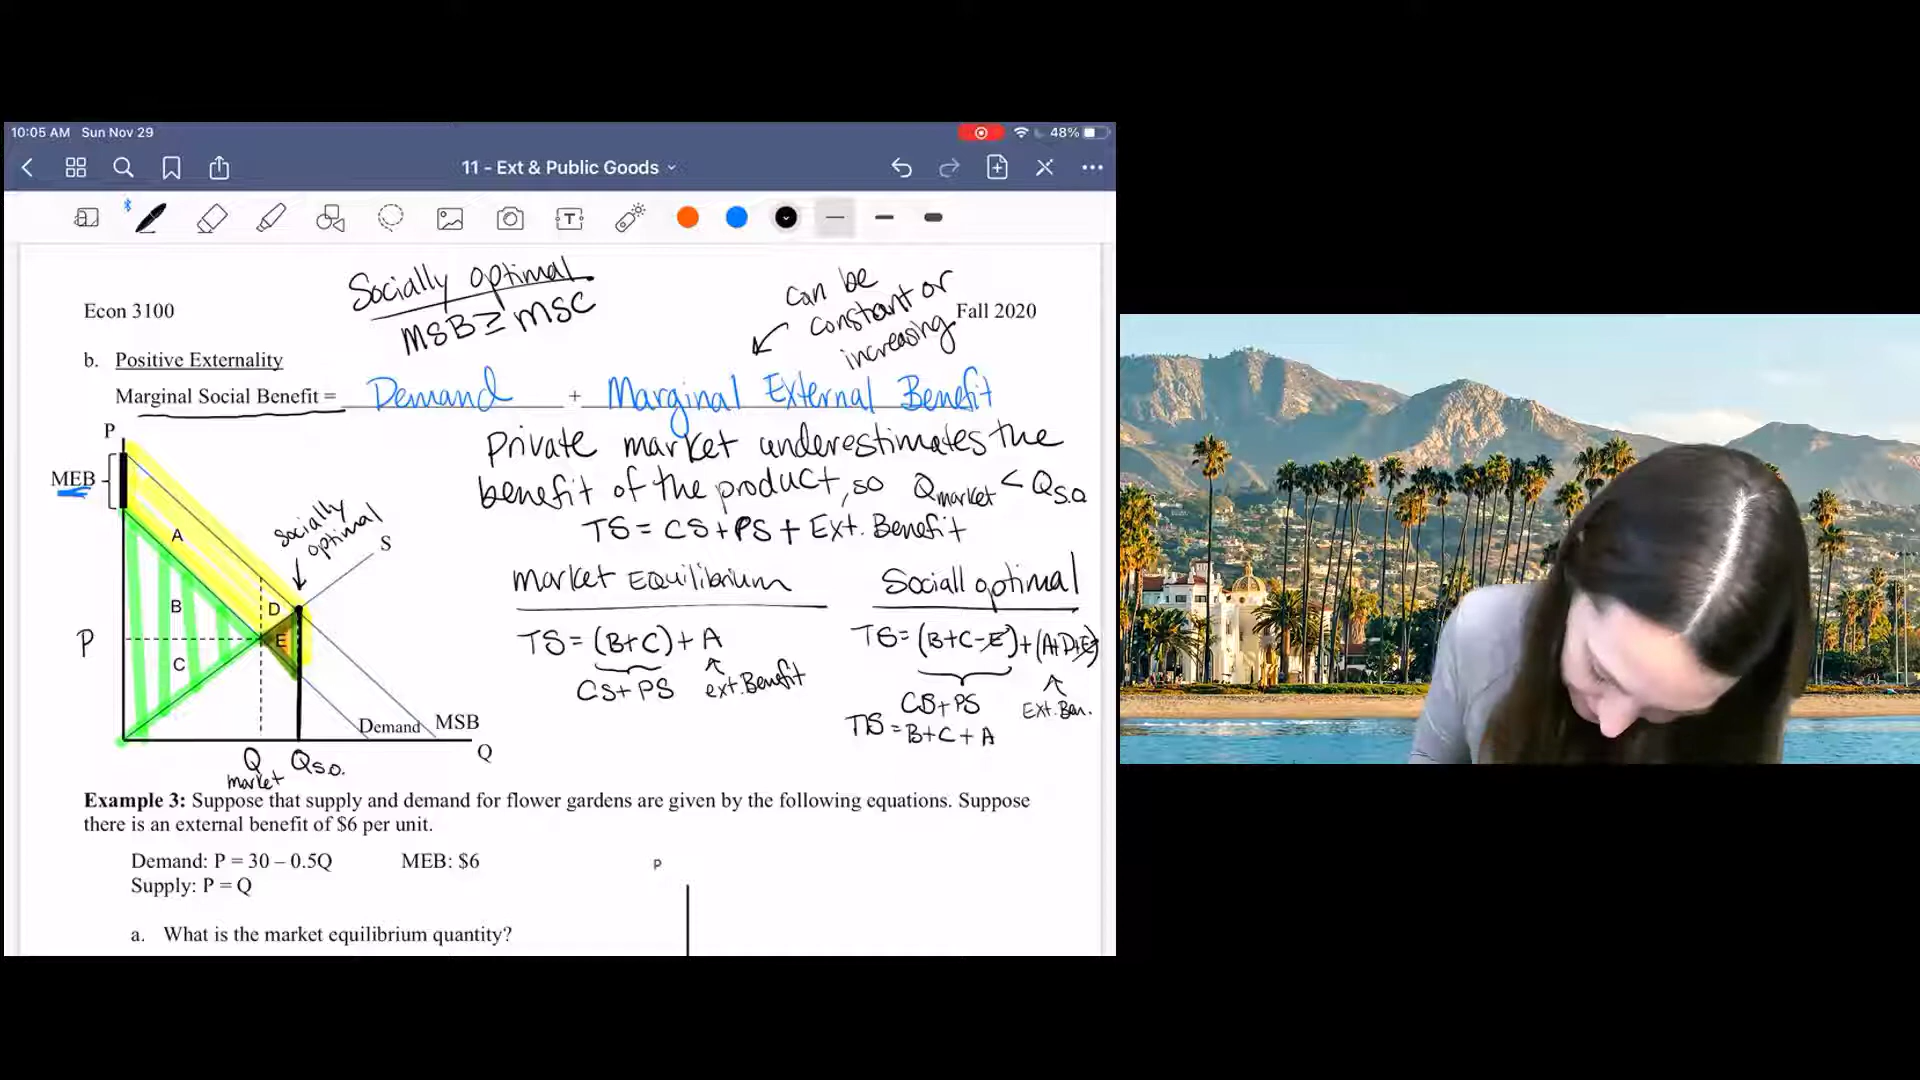 10:05 AM Sun Nov 29
48%
11 - Ext & Public Goods
T
Socially optimal
MSB ≥ MSC
can be
constant or
increasing
Econ 3100
Fall 2020
b. Positive Externality
Marginal Social Benefit = Demand + Marginal External Benefit
P
MEB
A
B
C
D
E
P
socially
optimal
S
Demand
MSB
Q
Q
market
Qs.o.
Private market underestimates the
benefit of the product, so Qmarket < Qs.o
TS = CS + PS + Ext. Benefit
market Equilibrium
TS = (B+C) + A
CS + PS
ext. Benefit
Sociall optimal
TS = (B+C-E) + (A+D+E)
CS + PS
Ext. Ben.
TS = B+C+A
Example 3: Suppose that supply and demand for flower gardens are given by the following equations. Suppose
there is an external benefit of $6 per unit.
Demand: P = 30 – 0.5Q MEB: $6
Supply: P = Q
P
a. What is the market equilibrium quantity?